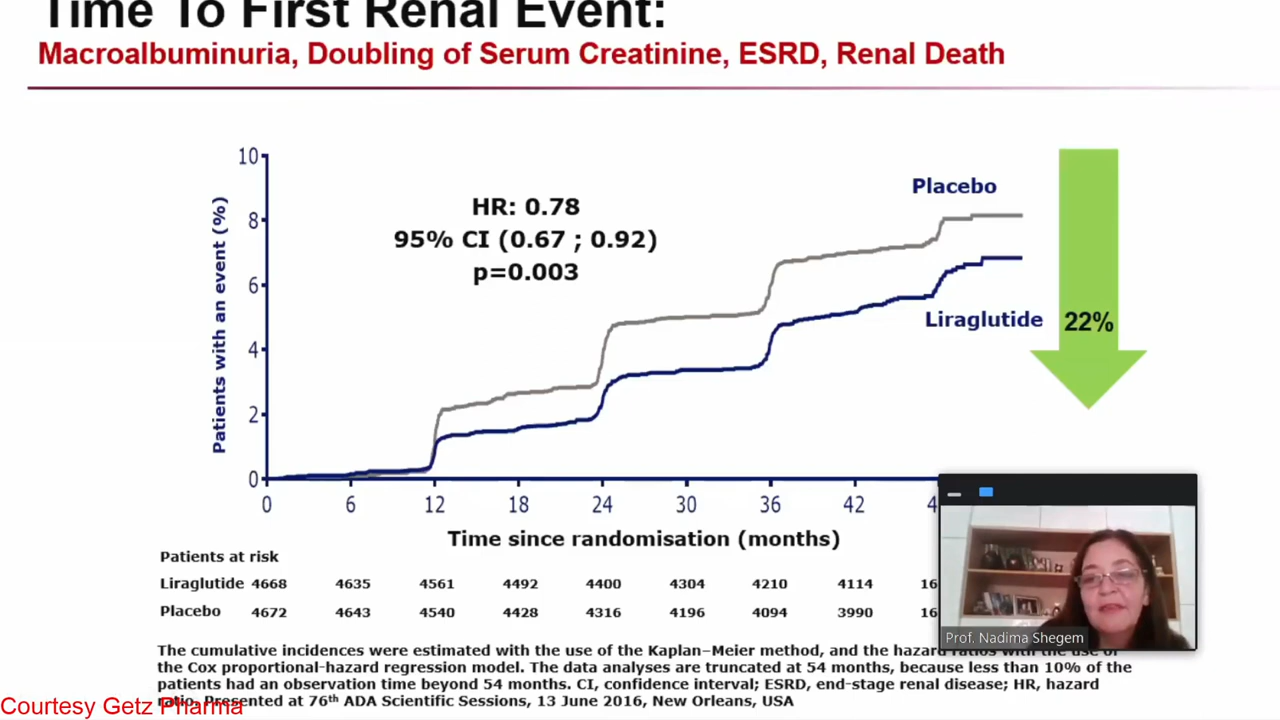 Time To First Renal Event:
Macroalbuminuria, Doubling of Serum Creatinine, ESRD, Renal Death
Patients with an event (%)
10
8
6
4
2
0
HR: 0.78
95% CI (0.67 ; 0.92)
p=0.003
Placebo
Liraglutide
22%
0 6 12 18 24 30 36 42 4
Time since randomisation (months)
Patients at risk
Liraglutide 4668 4635 4561 4492 4400 4304 4210 4114 16
Placebo 4672 4643 4540 4428 4316 4196 4094 3990 16
Prof. Nadima Shegem
The cumulative incidences were estimated with the use of the Kaplan–Meier method, and the hazard ratios with the use of
the Cox proportional-hazard regression model. The data analyses are truncated at 54 months, because less than 10% of the
patients had an observation time beyond 54 months. CI, confidence interval; ESRD, end-stage renal disease; HR, hazard
ratio. Presented at 76th ADA Scientific Sessions, 13 June 2016, New Orleans, USA
Courtesy Getz Pharma